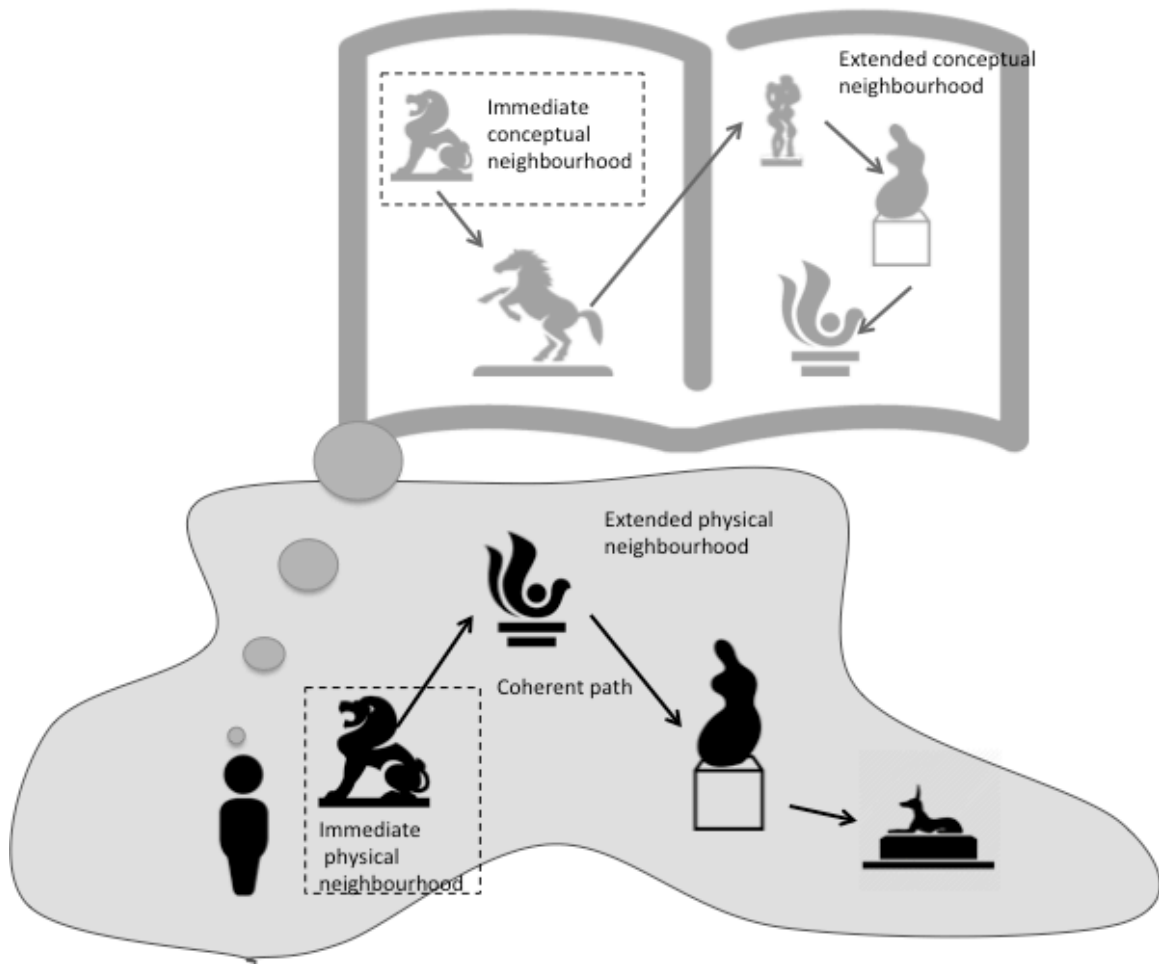 Immediate
conceptual
neighbourhood
Extended conceptual
neighbourhood
Extended physical
neighbourhood
Coherent path
Immediate
physical
neighbourhood